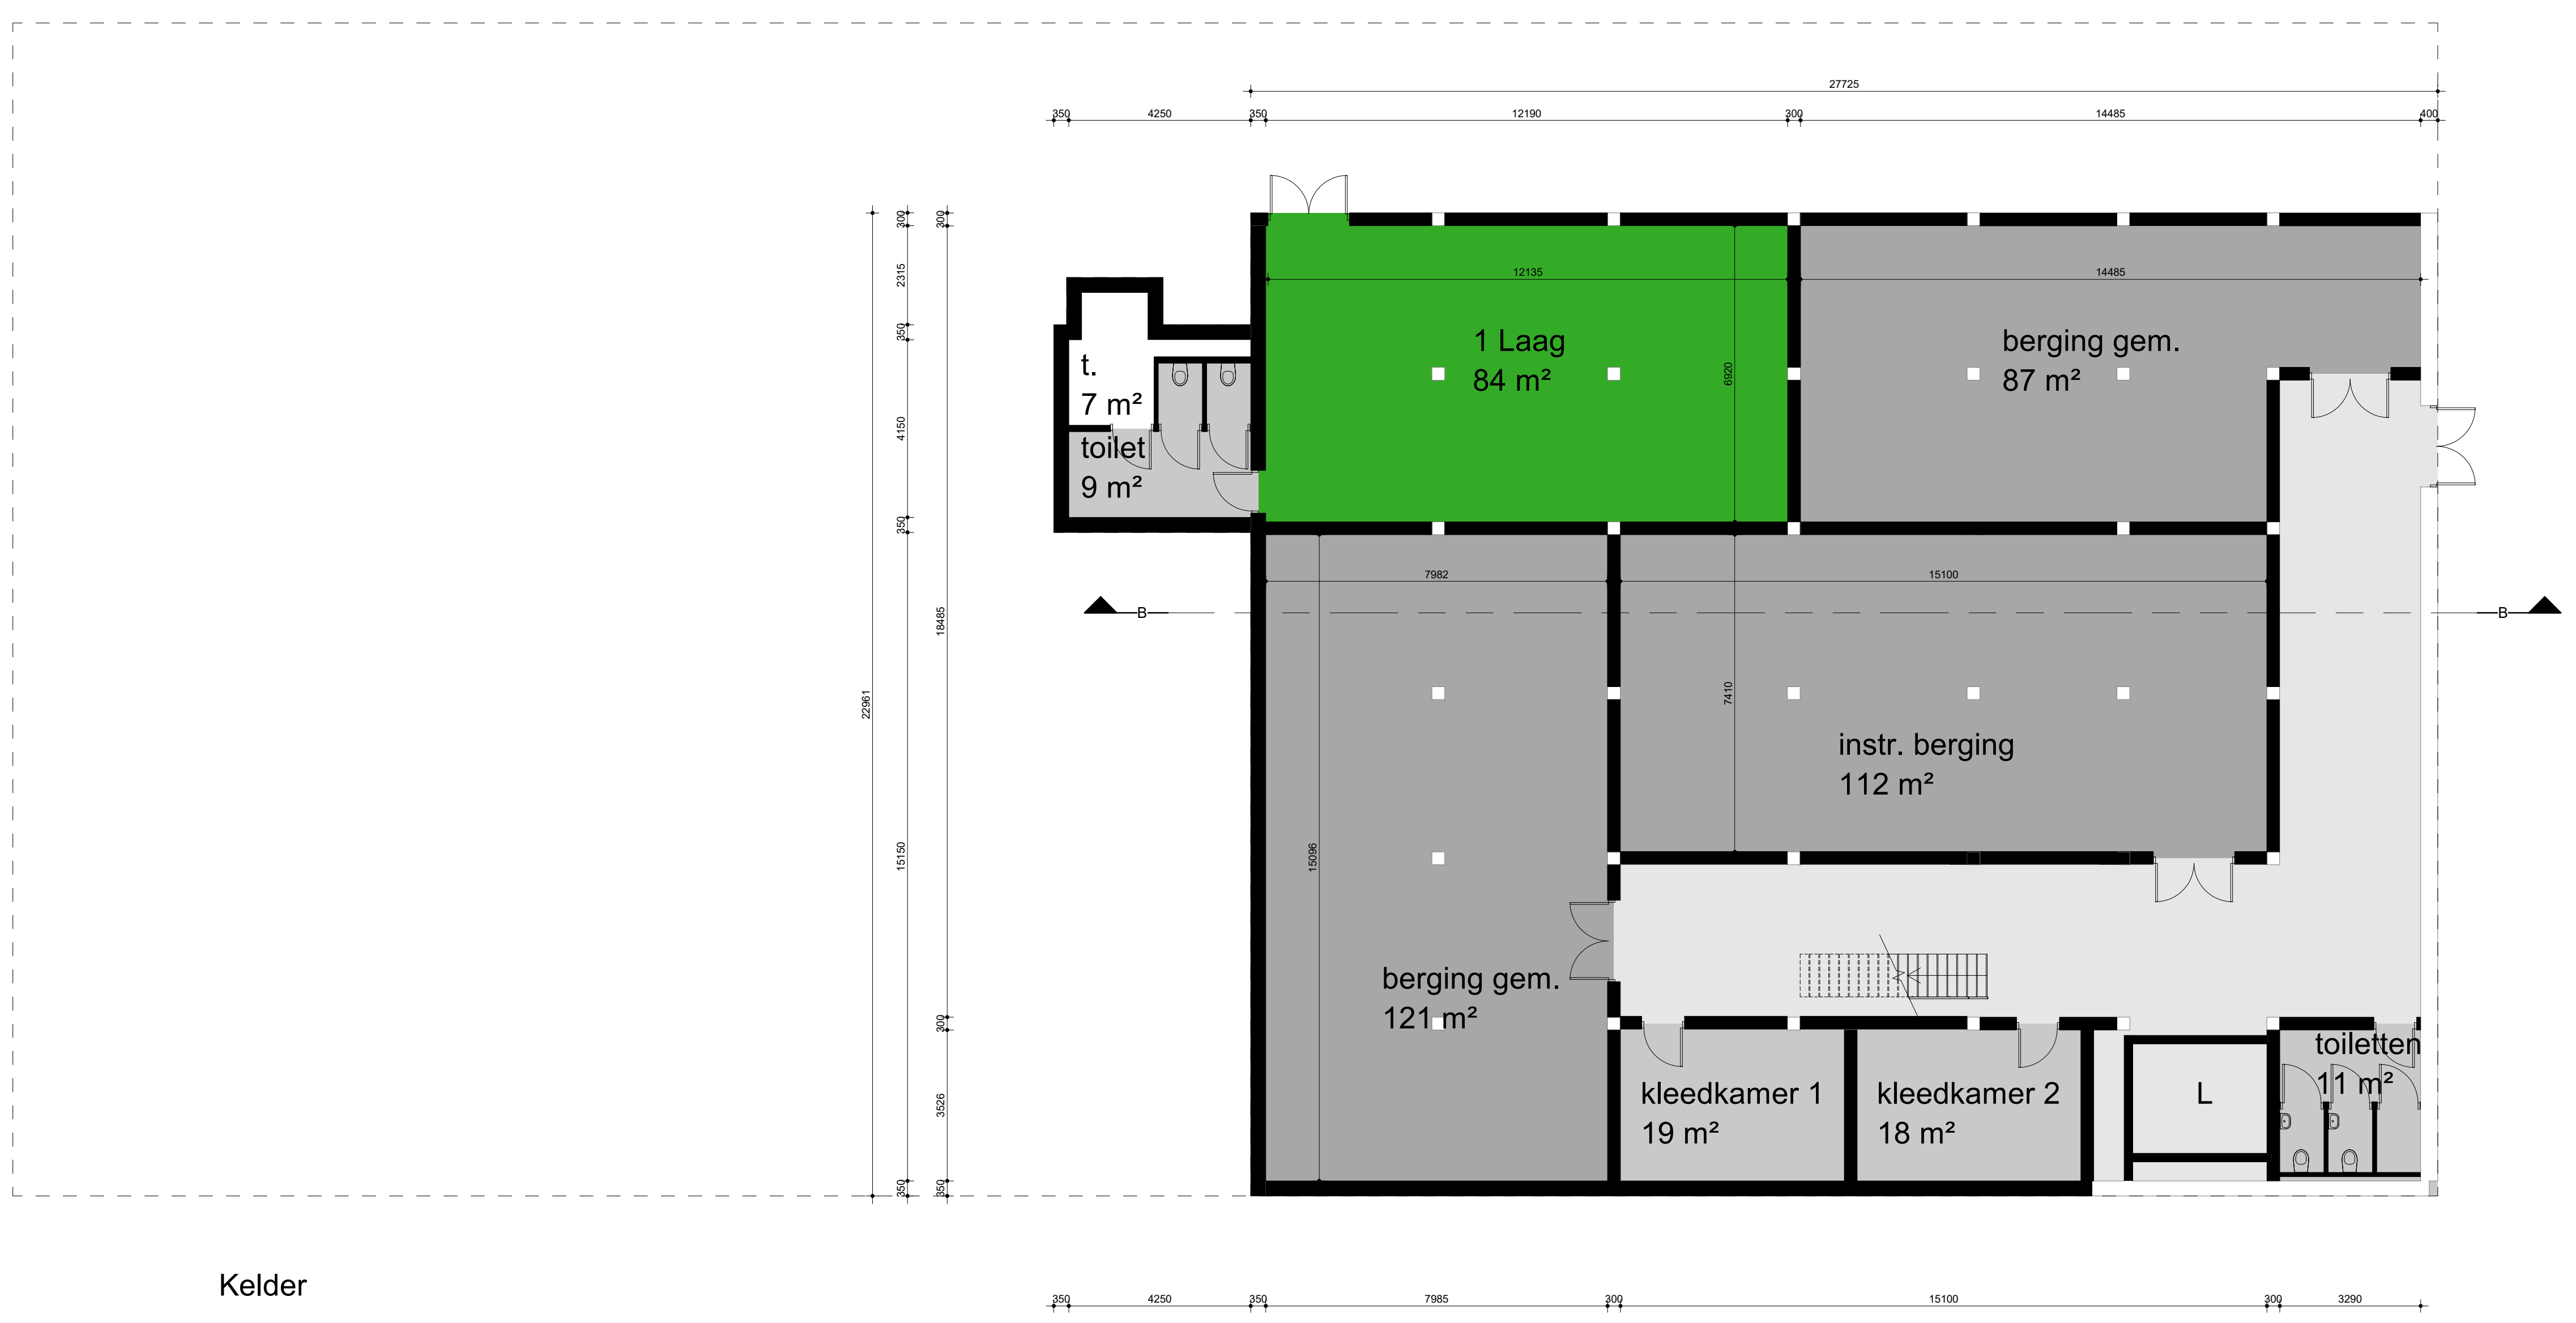 27725
350 4250 350 12190 300 14485 400
300 300
2315
350
12135 14485
1 Laag
84 m²
berging gem.
87 m²
6920
t.
7 m²
4150
toilet
9 m²
350
7982 15100
B B
18485
22961
7410
instr. berging
112 m²
15150
15096
berging gem.
121 m²
300
toiletten
11 m²
3526
kleedkamer 1
19 m²
kleedkamer 2
18 m²
L
350 350
Kelder
350 4250 350 7985 300 15100 300 3290